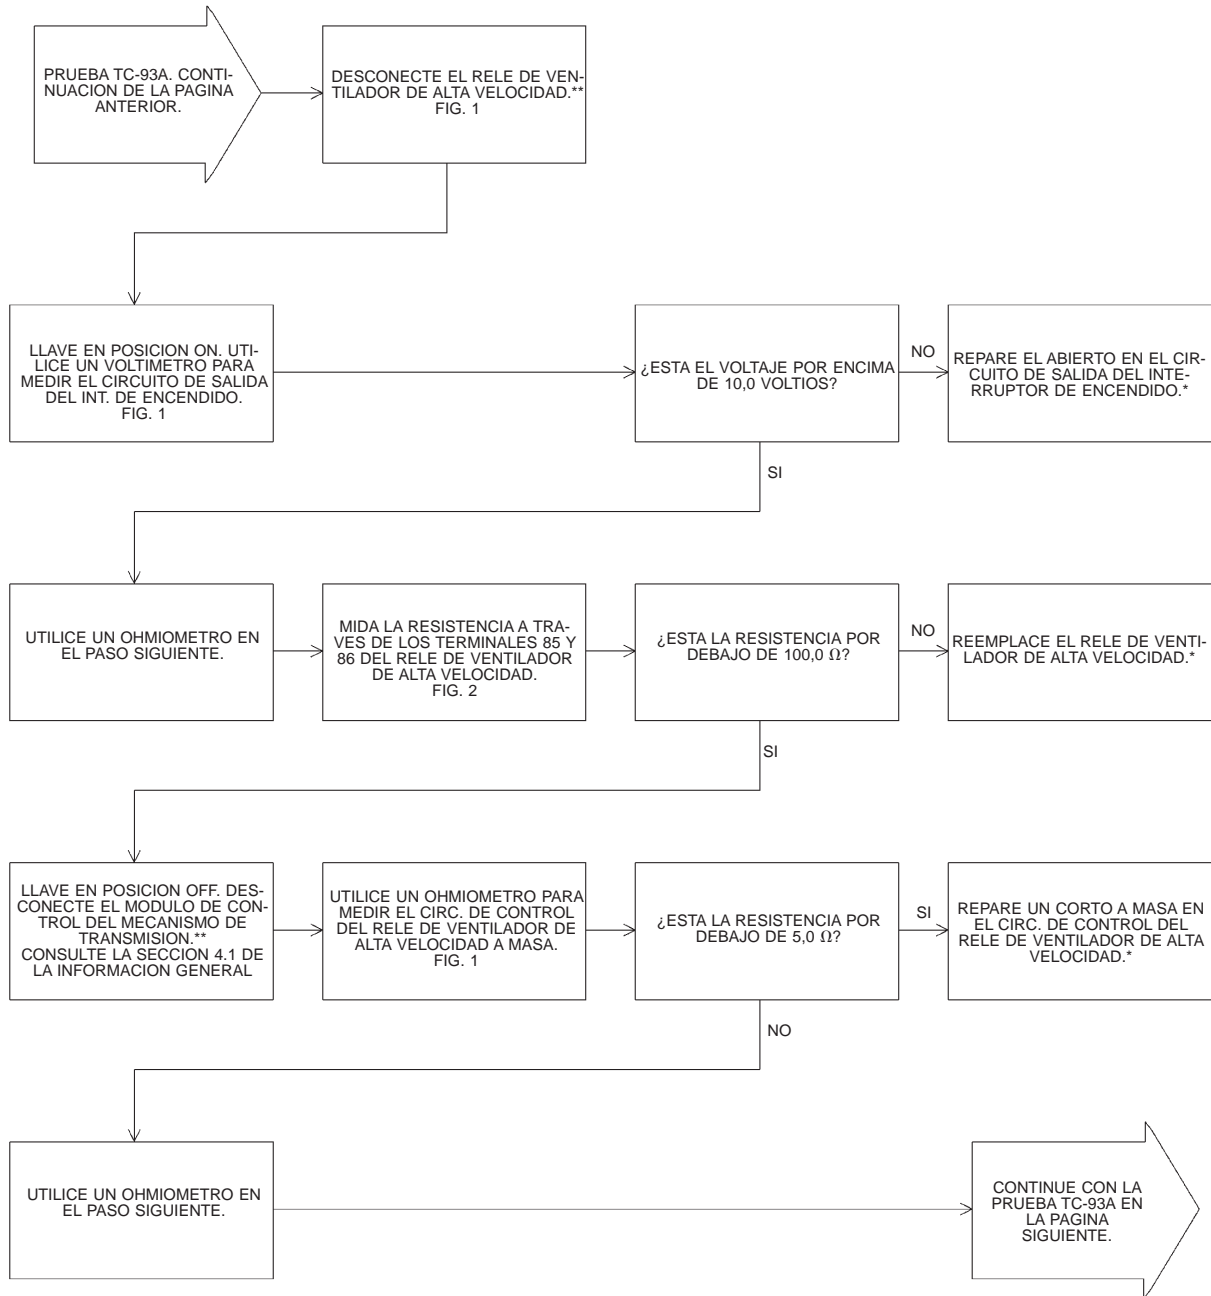 PRUEBA TC-93A. CONTI-
NUACION DE LA PAGINA
ANTERIOR.
DESCONECTE EL RELE DE VEN-
TILADOR DE ALTA VELOCIDAD.**
FIG. 1
LLAVE EN POSICION ON. UTI-
LICE UN VOLTIMETRO PARA
MEDIR EL CIRCUITO DE SALIDA
DEL INT. DE ENCENDIDO.
FIG. 1
¿ESTA EL VOLTAJE POR ENCIMA
DE 10,0 VOLTIOS?
NO
REPARE EL ABIERTO EN EL CIR-
CUITO DE SALIDA DEL INTE-
RRUPTOR DE ENCENDIDO.*
SI
UTILICE UN OHMIOMETRO EN
EL PASO SIGUIENTE.
MIDA LA RESISTENCIA A TRA-
VES DE LOS TERMINALES 85 Y
86 DEL RELE DE VENTILADOR
DE ALTA VELOCIDAD.
FIG. 2
¿ESTA LA RESISTENCIA POR
DEBAJO DE 100,0 Ω?
NO
REEMPLACE EL RELE DE VENTI-
LADOR DE ALTA VELOCIDAD.*
SI
LLAVE EN POSICION OFF. DES-
CONECTE EL MODULO DE CON-
TROL DEL MECANISMO DE
TRANSMISION.**
CONSULTE LA SECCION 4.1 DE
LA INFORMACION GENERAL
UTILICE UN OHMIOMETRO PARA
MEDIR EL CIRC. DE CONTROL
DEL RELE DE VENTILADOR DE
ALTA VELOCIDAD A MASA.
FIG. 1
¿ESTA LA RESISTENCIA POR
DEBAJO DE 5,0 Ω?
SI
REPARE UN CORTO A MASA EN
EL CIRC. DE CONTROL DEL
RELE DE VENTILADOR DE ALTA
VELOCIDAD.*
NO
UTILICE UN OHMIOMETRO EN
EL PASO SIGUIENTE.
CONTINUE CON LA
PRUEBA TC-93A EN
LA PAGINA
SIGUIENTE.